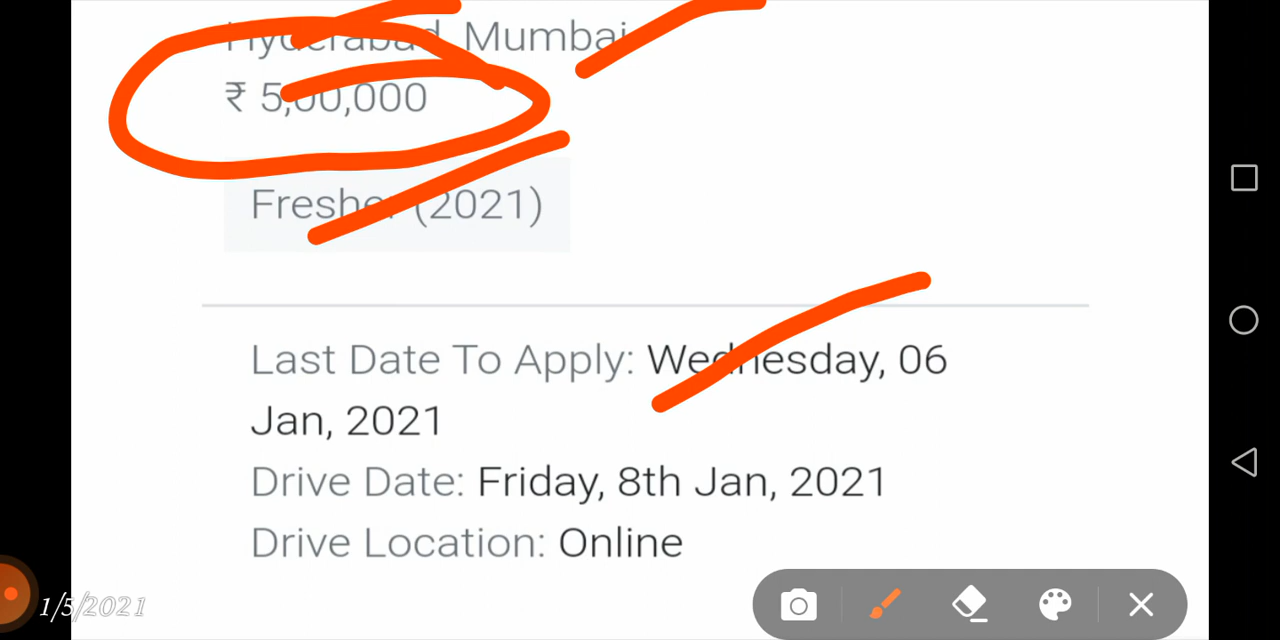 Hyderabad, Mumbai
₹ 5,00,000
Fresher (2021)
Last Date To Apply: Wednesday, 06
Jan, 2021
Drive Date: Friday, 8th Jan, 2021
Drive Location: Online
1/5/2021